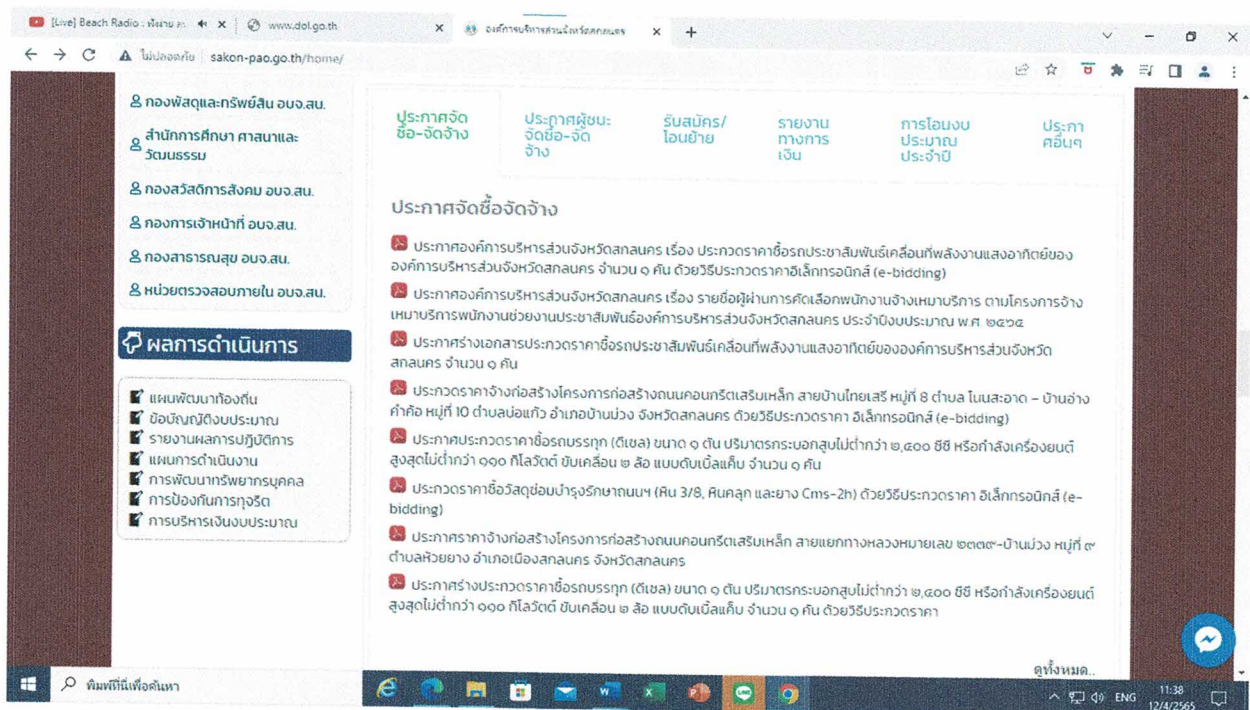 [Live] Beach Radio : ฟังสบาย
www.dol.go.th
องค์การบริหารส่วนจังหวัดสกลนคร
ไม่ปลอดภัย
sakon-pao.go.th/home/
กองพัสดุและทรัพย์สิน อบจ.สน.
สำนักการศึกษา ศาสนาและ
วัฒนธรรม
กองสวัสดิการสังคม อบจ.สน.
กองการเจ้าหน้าที่ อบจ.สน.
กองสาธารณสุข อบจ.สน.
หน่วยตรวจสอบภายใน อบจ.สน.
ผลการดำเนินการ
แผนพัฒนาท้องถิ่น
ข้อบัญญัติงบประมาณ
รายงานผลการปฏิบัติการ
แผนการดำเนินงาน
การพัฒนาทรัพยากรบุคคล
การป้องกันการทุจริต
การบริหารเงินงบประมาณ
ประกาศจัด
ซื้อ-จัดจ้าง
ประกาศผู้ชนะ
จัดซื้อ-จัด
จ้าง
รับสมัคร/
โอนย้าย
รายงาน
ทางการ
เงิน
การโอนงบ
ประมาณ
ประจำปี
ประกา
ศอื่นๆ
ประกาศจัดซื้อจัดจ้าง
ประกาศองค์การบริหารส่วนจังหวัดสกลนคร เรื่อง ประกวดราคาซื้อรถประชาสัมพันธ์เคลื่อนที่พลังงานแสงอาทิตย์ของ
องค์การบริหารส่วนจังหวัดสกลนคร จำนวน ๑ คัน ด้วยวิธีประกวดราคาอิเล็กทรอนิกส์ (e-bidding)
ประกาศองค์การบริหารส่วนจังหวัดสกลนคร เรื่อง รายชื่อผู้ผ่านการคัดเลือกพนักงานจ้างเหมาบริการ ตามโครงการจ้าง
เหมาบริการพนักงานช่วยงานประชาสัมพันธ์องค์การบริหารส่วนจังหวัดสกลนคร ประจำปีงบประมาณ พ.ศ. ๒๕๖๕
ประกาศร่างเอกสารประกวดราคาซื้อรถประชาสัมพันธ์เคลื่อนที่พลังงานแสงอาทิตย์ขององค์การบริหารส่วนจังหวัด
สกลนคร จำนวน ๑ คัน
ประกวดราคาจ้างก่อสร้างโครงการก่อสร้างถนนคอนกรีตเสริมเหล็ก สายบ้านไทยเสรี หมู่ที่ 8 ตำบล โนนสะอาด – บ้านอ่าง
คำคือ หมู่ที่ 10 ตำบลบ่อแก้ว อำเภอบ้านม่วง จังหวัดสกลนคร ด้วยวิธีประกวดราคา อิเล็กทรอนิกส์ (e-bidding)
ประกาศประกวดราคาซื้อรถบรรทุก (ดีเซล) ขนาด ๑ ตัน ปริมาตรกระบอกสูบไม่ต่ำกว่า ๒,๔๐๐ ซีซี หรือกำลังเครื่องยนต์
สูงสุดไม่ต่ำกว่า ๑๑๐ กิโลวัตต์ ขับเคลื่อน ๒ ล้อ แบบดับเบิ้ลแค็บ จำนวน ๑ คัน
ประกวดราคาซื้อวัสดุซ่อมบำรุงรักษาถนนฯ (หิน 3/8, หินคลุก และยาง Cms-2h) ด้วยวิธีประกวดราคา อิเล็กทรอนิกส์ (e-
bidding)
ประกาศราคาจ้างก่อสร้างโครงการก่อสร้างถนนคอนกรีตเสริมเหล็ก สายแยกทางหลวงหมายเลข ๒๓๓๙-บ้านม่วง หมู่ที่ ๙
ตำบลห้วยยาง อำเภอเมืองสกลนคร จังหวัดสกลนคร
ประกาศร่างประกวดราคาซื้อรถบรรทุก (ดีเซล) ขนาด ๑ ตัน ปริมาตรกระบอกสูบไม่ต่ำกว่า ๒,๔๐๐ ซีซี หรือกำลังเครื่องยนต์
สูงสุดไม่ต่ำกว่า ๑๑๐ กิโลวัตต์ ขับเคลื่อน ๒ ล้อ แบบดับเบิ้ลแค็บ จำนวน ๑ คัน ด้วยวิธีประกวดราคา
ดูทั้งหมด..
พิมพ์ที่นี่เพื่อค้นหา
ENG
11:38
12/4/2565